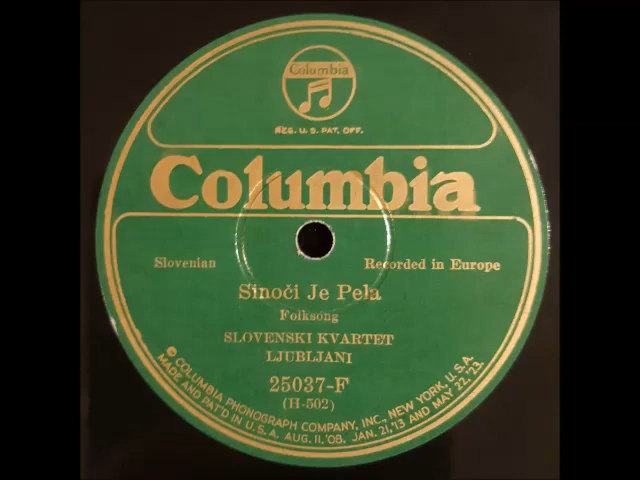 Columbia
REG. U.S. PAT. OFF.
Columbia
Slovenian
Recorded in Europe
Sinoči Je Pela
Folksong
SLOVENSKI KVARTET
LJUBLJANI
25037-F
(H-502)
© COLUMBIA PHONOGRAPH COMPANY, INC., NEW YORK, U.S.A.
MADE AND PAT'D IN U.S.A. AUG. 11, '08. JAN. 21, '13 AND MAY 22, '23.